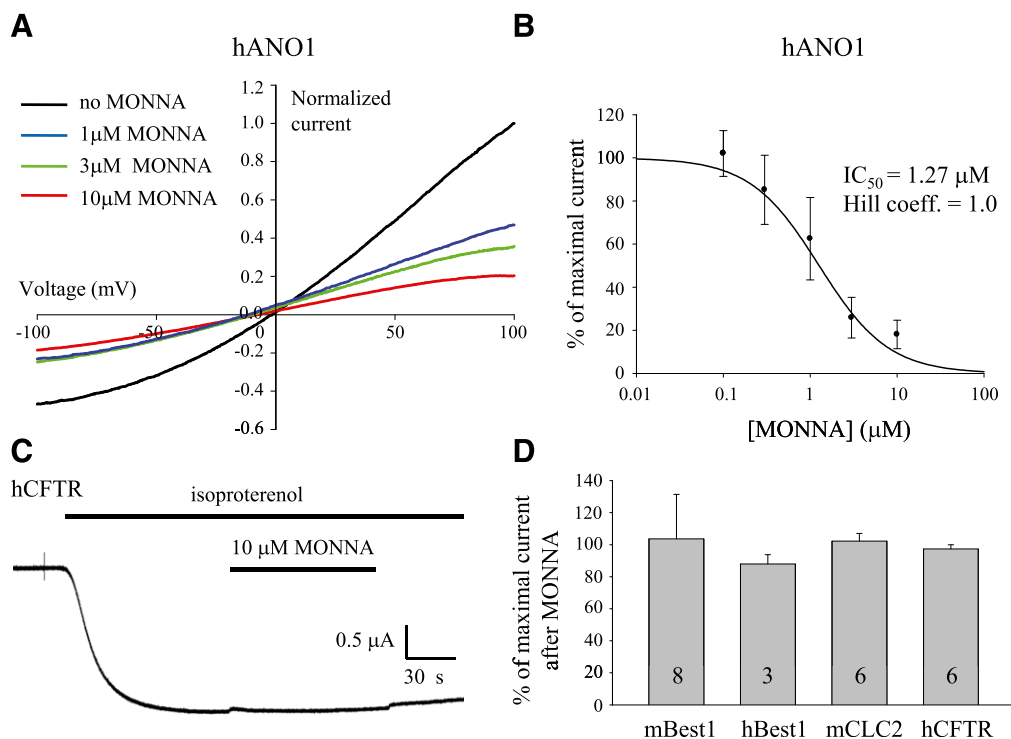 A
hANO1
no MONNA
1μM MONNA
3μM MONNA
10μM MONNA
Normalized
current
1.2
1.0
0.8
0.6
0.4
0.2
0.0
-0.2
-0.4
-0.6
Voltage (mV)
-100
-50
0
50
100
B
hANO1
% of maximal current
120
100
80
60
40
20
0
IC50 = 1.27 μM
Hill coeff. = 1.0
0.01
0.1
1
10
100
[MONNA] (μM)
C
hCFTR
isoproterenol
10 μM MONNA
0.5 μA
30 s
D
% of maximal current
after MONNA
140
120
100
80
60
40
20
0
8
3
6
6
mBest1
hBest1
mCLC2
hCFTR